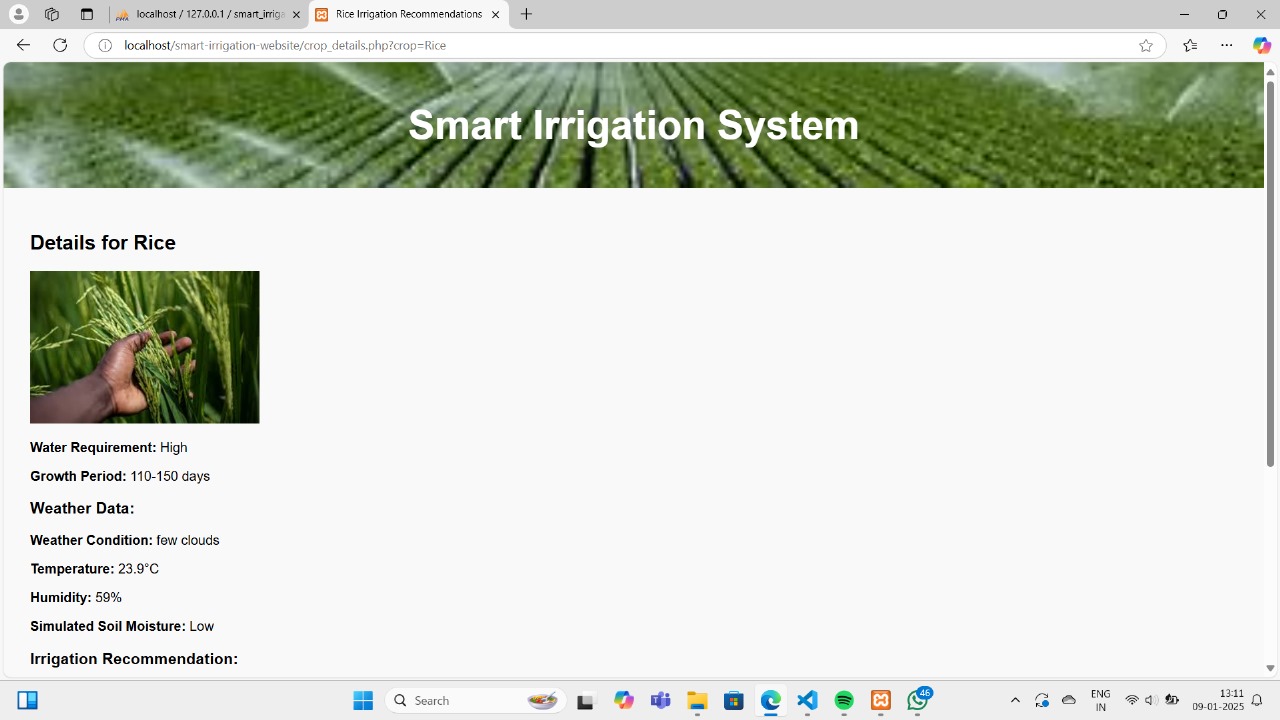 localhost / 127.0.0.1 / smart_irriga
Rice Irrigation Recommendations
localhost/smart-irrigation-website/crop_details.php?crop=Rice
Smart Irrigation System
Details for Rice
Water Requirement: High
Growth Period: 110-150 days
Weather Data:
Weather Condition: few clouds
Temperature: 23.9°C
Humidity: 59%
Simulated Soil Moisture: Low
Irrigation Recommendation:
Search
46
ENG
IN
13:11
09-01-2025